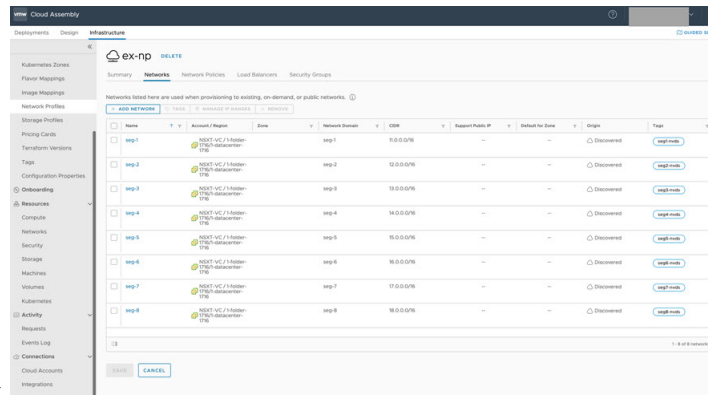 vmw Cloud Assembly
Deployments Design Infrastructure GUIDED SE
Kubernetes Zones
Flavor Mappings
Image Mappings
Network Profiles
Storage Profiles
Pricing Cards
Terraform Versions
Tags
Configuration Properties
Onboarding
Resources
Compute
Networks
Security
Storage
Machines
Volumes
Kubernetes
Activity
Requests
Events Log
Connections
Cloud Accounts
Integrations
ex-np DELETE
Summary Networks Network Policies Load Balancers Security Groups
Networks listed here are used when provisioning to existing, on-demand, or public networks.
+ ADD NETWORK TAGS MANAGE IP RANGES × REMOVE
Name Account / Region Zone Network Domain CIDR Support Public IP Default for Zone Origin Tags
seg-1 NSXT-VC / 1-folder-1716/1-datacenter-1716 seg-1 11.0.0.0/16 -- -- Discovered seg1-nvds
seg-2 NSXT-VC / 1-folder-1716/1-datacenter-1716 seg-2 12.0.0.0/16 -- -- Discovered seg2-nvds
seg-3 NSXT-VC / 1-folder-1716/1-datacenter-1716 seg-3 13.0.0.0/16 -- -- Discovered seg3-nvds
seg-4 NSXT-VC / 1-folder-1716/1-datacenter-1716 seg-4 14.0.0.0/16 -- -- Discovered seg4-nvds
seg-5 NSXT-VC / 1-folder-1716/1-datacenter-1716 seg-5 15.0.0.0/16 -- -- Discovered seg5-nvds
seg-6 NSXT-VC / 1-folder-1716/1-datacenter-1716 seg-6 16.0.0.0/16 -- -- Discovered seg6-nvds
seg-7 NSXT-VC / 1-folder-1716/1-datacenter-1716 seg-7 17.0.0.0/16 -- -- Discovered seg7-nvds
seg-8 NSXT-VC / 1-folder-1716/1-datacenter-1716 seg-8 18.0.0.0/16 -- -- Discovered seg8-nvds
1 - 8 of 8 networks
SAVE CANCEL